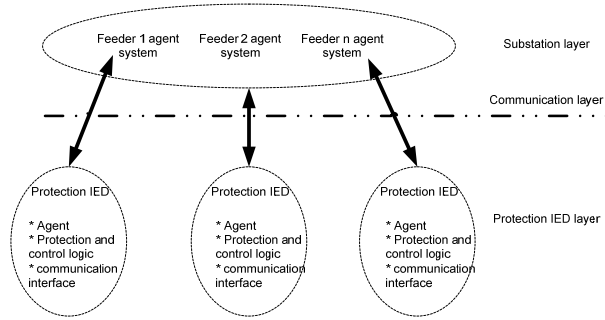 Feeder 1 agent system
Feeder 2 agent system
Feeder n agent system
Substation layer
Communication layer
Protection IED
* Agent
* Protection and
control logic
* communication
interface
Protection IED
* Agent
* Protection and
control logic
* communication
interface
Protection IED
* Agent
* Protection and
control logic
* communication
interface
Protection IED layer